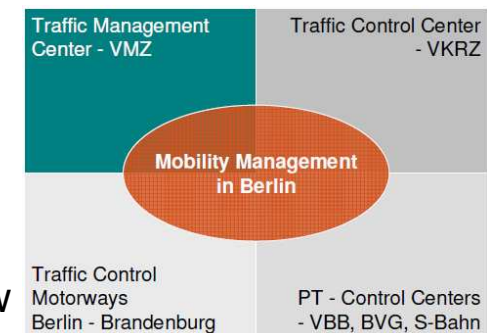 Traffic Management
Center - VMZ
Traffic Control Center
- VKRZ
Mobility Management
in Berlin
Traffic Control
Motorways
Berlin - Brandenburg
PT - Control Centers
- VBB, BVG, S-Bahn